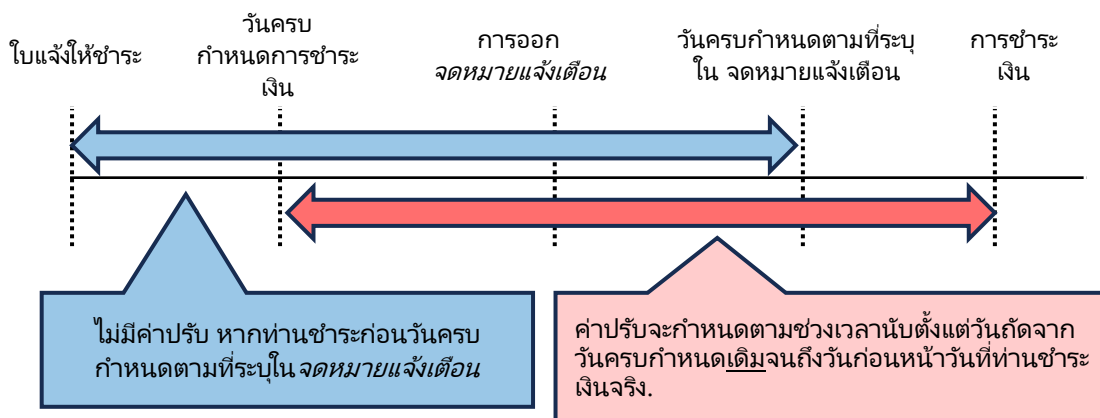 ใบแจ้งให้ชำระ
วันครบ
กำหนดการชำระ
เงิน
การออก
จดหมายแจ้งเตือน
วันครบกำหนดตามที่ระบุ
ใน จดหมายแจ้งเตือน
การชำระ
เงิน
ไม่มีค่าปรับ หากท่านชำระก่อนวันครบ
กำหนดตามที่ระบุในจดหมายแจ้งเตือน
ค่าปรับจะกำหนดตามช่วงเวลานับตั้งแต่วันถัดจาก
วันครบกำหนดเดิมจนถึงวันก่อนหน้าวันที่ท่านชำระ
เงินจริง.